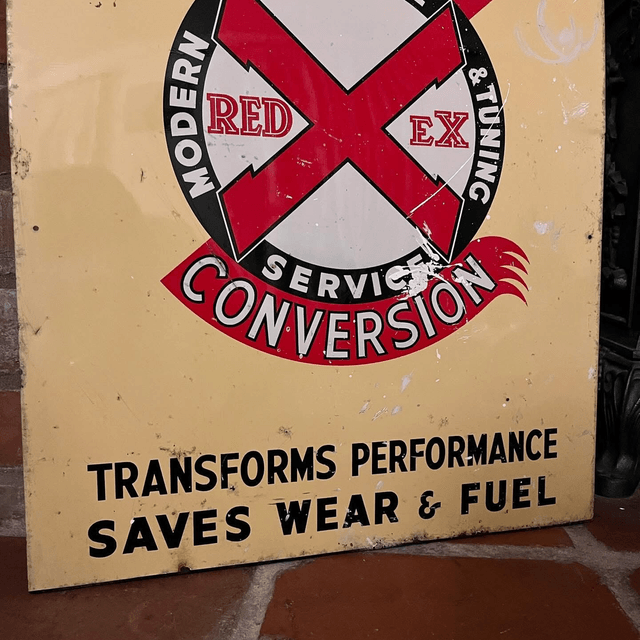 MODERN
& TUNING
RED EX
SERVICE
CONVERSION
TRANSFORMS PERFORMANCE
SAVES WEAR & FUEL